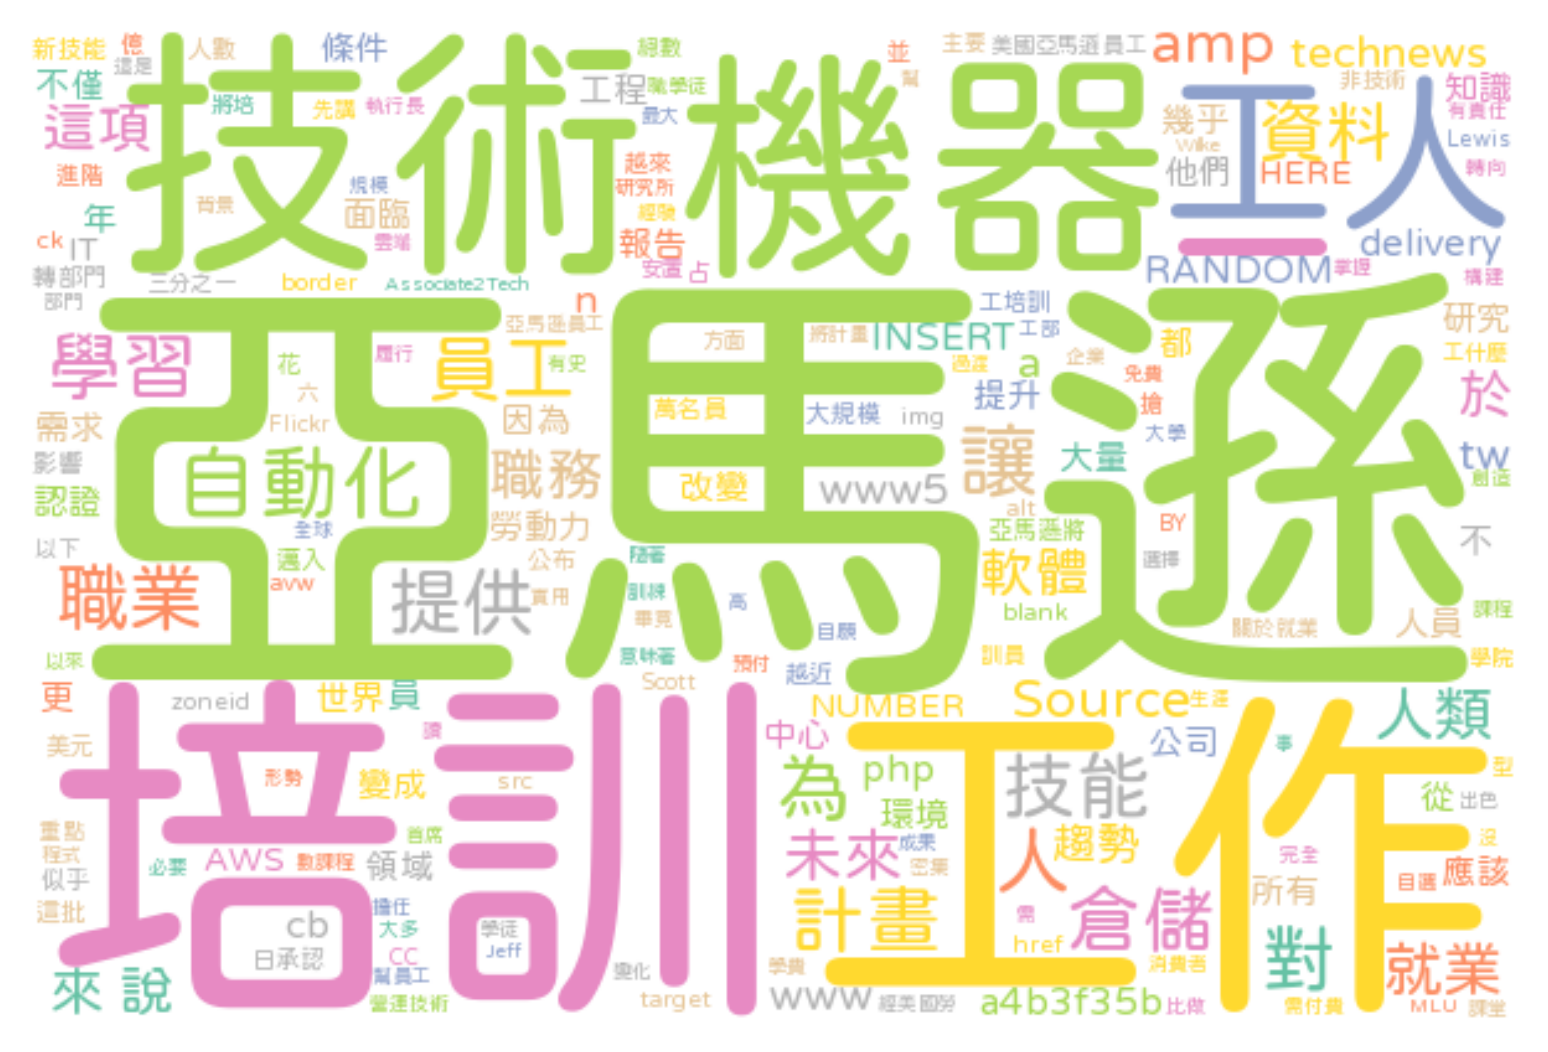 新技能 億 人數 條件 總數 並 主要 美國亞馬遜員工 amp technews
不僅 這是 技術 機器 工程 職學徒 幫 非技術 知識
這項 將培 先講 執行長 最大 幾乎 工人 資料 有責任
Wilke 他們 HERE Lewis 轉向
進階 規模 越來 研究所
年 背景 面臨 經驗 報告
ck IT 雲端 安置 占 delivery
轉部門 三分之一 border Associate2Tech RANDOM 掌握 構建
部門 n 亞馬遜員工 工培訓 研究
亞馬遜 方面 將計畫 INSERT 工部 都 工什麼
學習 花 履行 員工 有史 過渡 a 企業 免費 於
六 Flickr 因為 萬名員 大規模 img 提升 搶
需求 讓 大學 tw
影響 自動化 職務 改變 www5 大量 創造
認證 全球 勞動力 alt 亞馬遜將 BY 不
以下 邁入 公布 隨著 軟體 選擇
職業 avw 提供 實用 訓練 高 blank 課程
畢竟 目願 關於就業 人員
以來 意味著 預付 越近 訓員 學院
更 zoneid 世界 員 Scott NUMBER Source 生涯 人類
美元 培訓 讀 中心 工作 公司 事
形勢 變成 src 為 php 技能 型
環境 從 出色
重點 首席 未來 成果 人 趨勢 沒
程式 必要 AWS 數課程 領域 密集 完全
似乎 目邁 應該
這批 cb 擔任 計畫 需 倉儲 所有
大多 學徒 href 對
日承認 CC Jeff 變化 學費 消費者 就業
來說 幫員工
營運技術 target www 經美國勞 a4b3f35b 比做 需付費 MLU 課堂